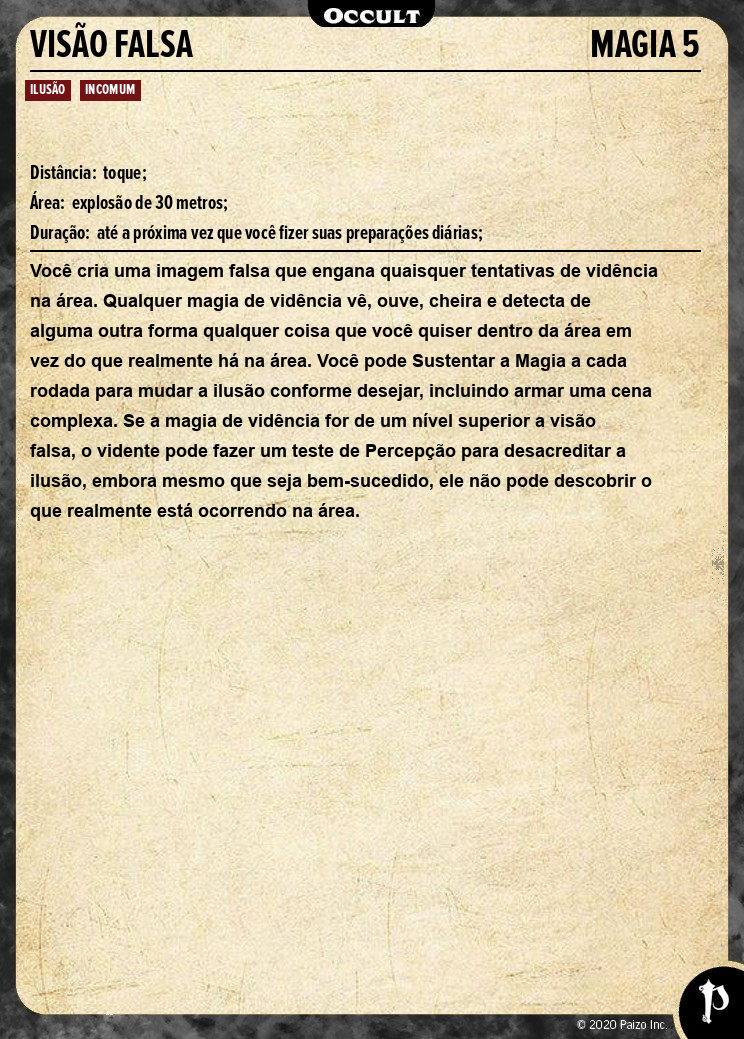 OCCULT
VISÃO FALSA MAGIA 5
ILUSÃO INCOMUM
Distância: toque;
Área: explosão de 30 metros;
Duração: até a próxima vez que você fizer suas preparações diárias;
Você cria uma imagem falsa que engana quaisquer tentativas de vidência
na área. Qualquer magia de vidência vê, ouve, cheira e detecta de
alguma outra forma qualquer coisa que você quiser dentro da área em
vez do que realmente há na área. Você pode Sustentar a Magia a cada
rodada para mudar a ilusão conforme desejar, incluindo armar uma cena
complexa. Se a magia de vidência for de um nível superior a visão
falsa, o vidente pode fazer um teste de Percepção para desacreditar a
ilusão, embora mesmo que seja bem-sucedido, ele não pode descobrir o
que realmente está ocorrendo na área.
© 2020 Paizo Inc.
P